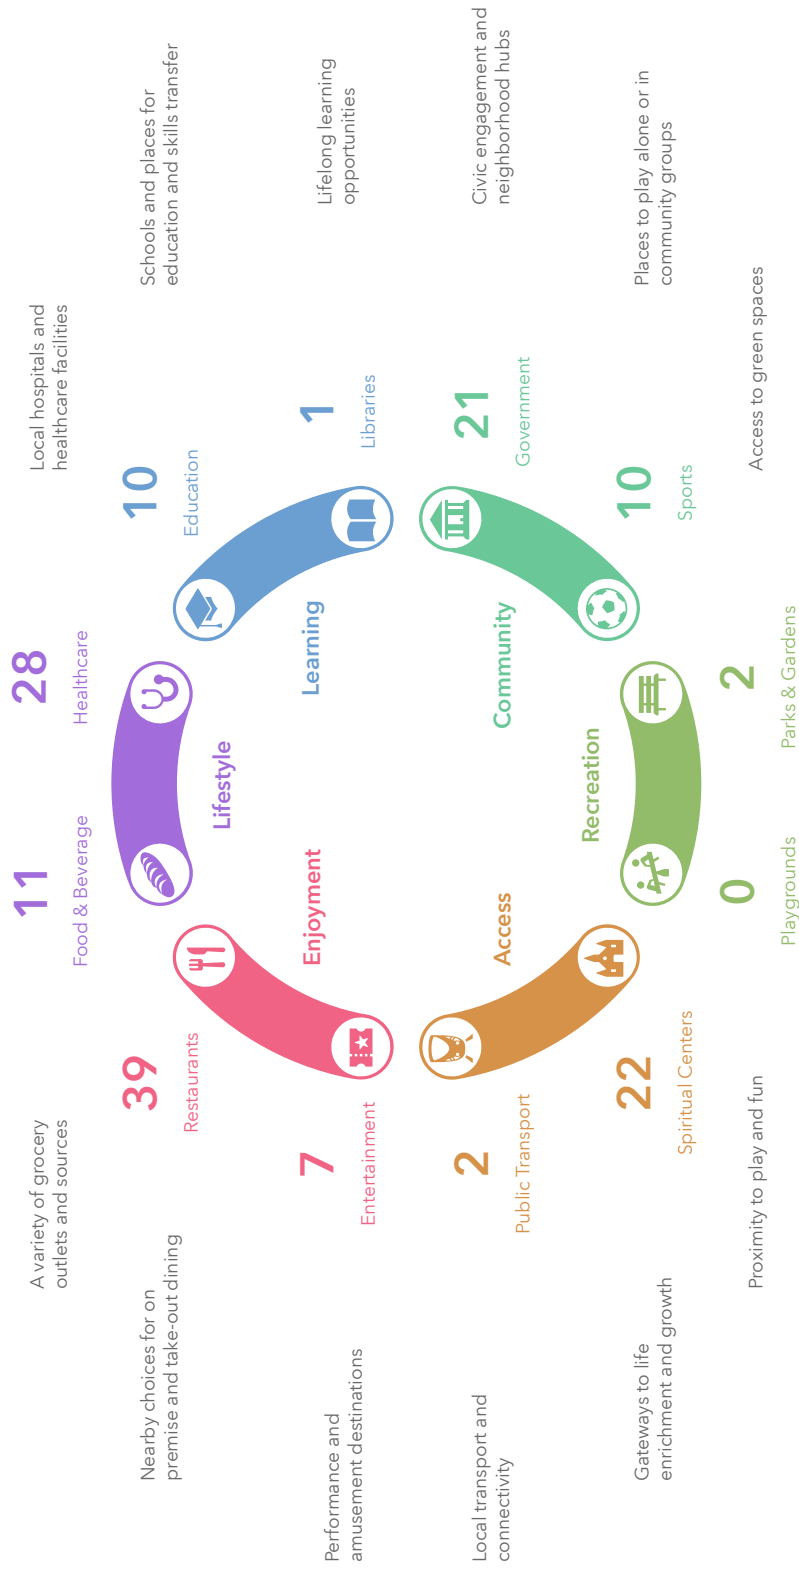 A variety of grocery
outlets and sources
11
Food & Beverage
28
Healthcare
Local hospitals and
healthcare facilities
Nearby choices for on
premise and take-out dining
39
Restaurants
Lifestyle
10
Education
Schools and places for
education and skills transfer
Performance and
amusement destinations
7
Entertainment
Enjoyment
Learning
1
Libraries
Lifelong learning
opportunities
Local transport and
connectivity
2
Public Transport
Access
Community
21
Government
Civic engagement and
neighborhood hubs
Gateways to life
enrichment and growth
22
Spiritual Centers
Recreation
10
Sports
Places to play alone or in
community groups
Proximity to play and fun
0
Playgrounds
2
Parks & Gardens
Access to green spaces